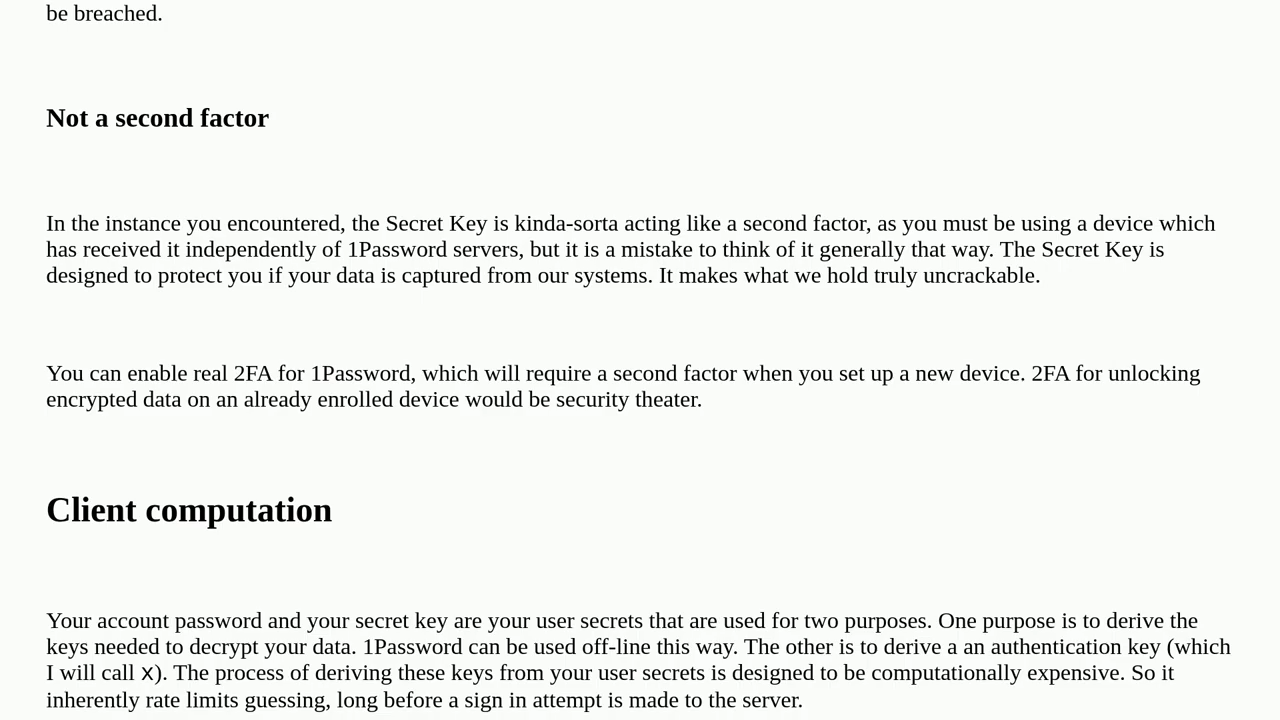 be breached.
Not a second factor
In the instance you encountered, the Secret Key is kinda-sorta acting like a second factor, as you must be using a device which
has received it independently of 1Password servers, but it is a mistake to think of it generally that way. The Secret Key is
designed to protect you if your data is captured from our systems. It makes what we hold truly uncrackable.
You can enable real 2FA for 1Password, which will require a second factor when you set up a new device. 2FA for unlocking
encrypted data on an already enrolled device would be security theater.
Client computation
Your account password and your secret key are your user secrets that are used for two purposes. One purpose is to derive the
keys needed to decrypt your data. 1Password can be used off-line this way. The other is to derive a an authentication key (which
I will call x). The process of deriving these keys from your user secrets is designed to be computationally expensive. So it
inherently rate limits guessing, long before a sign in attempt is made to the server.